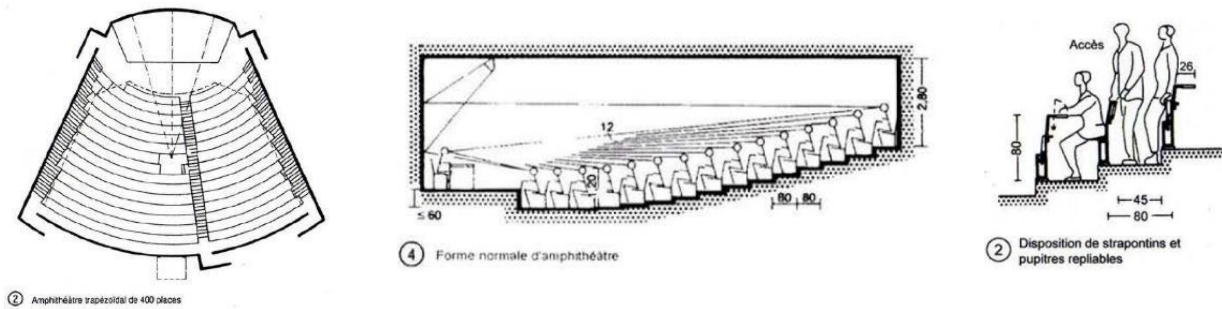 ② Amphithéâtre trapézoïdal de 400 places
12
20
80 80
2,80
≤ 60
④ Forme normale d'amphithéâtre
Accès
26
7
80
45
80
② Disposition de strapontins et
pupitres repliables